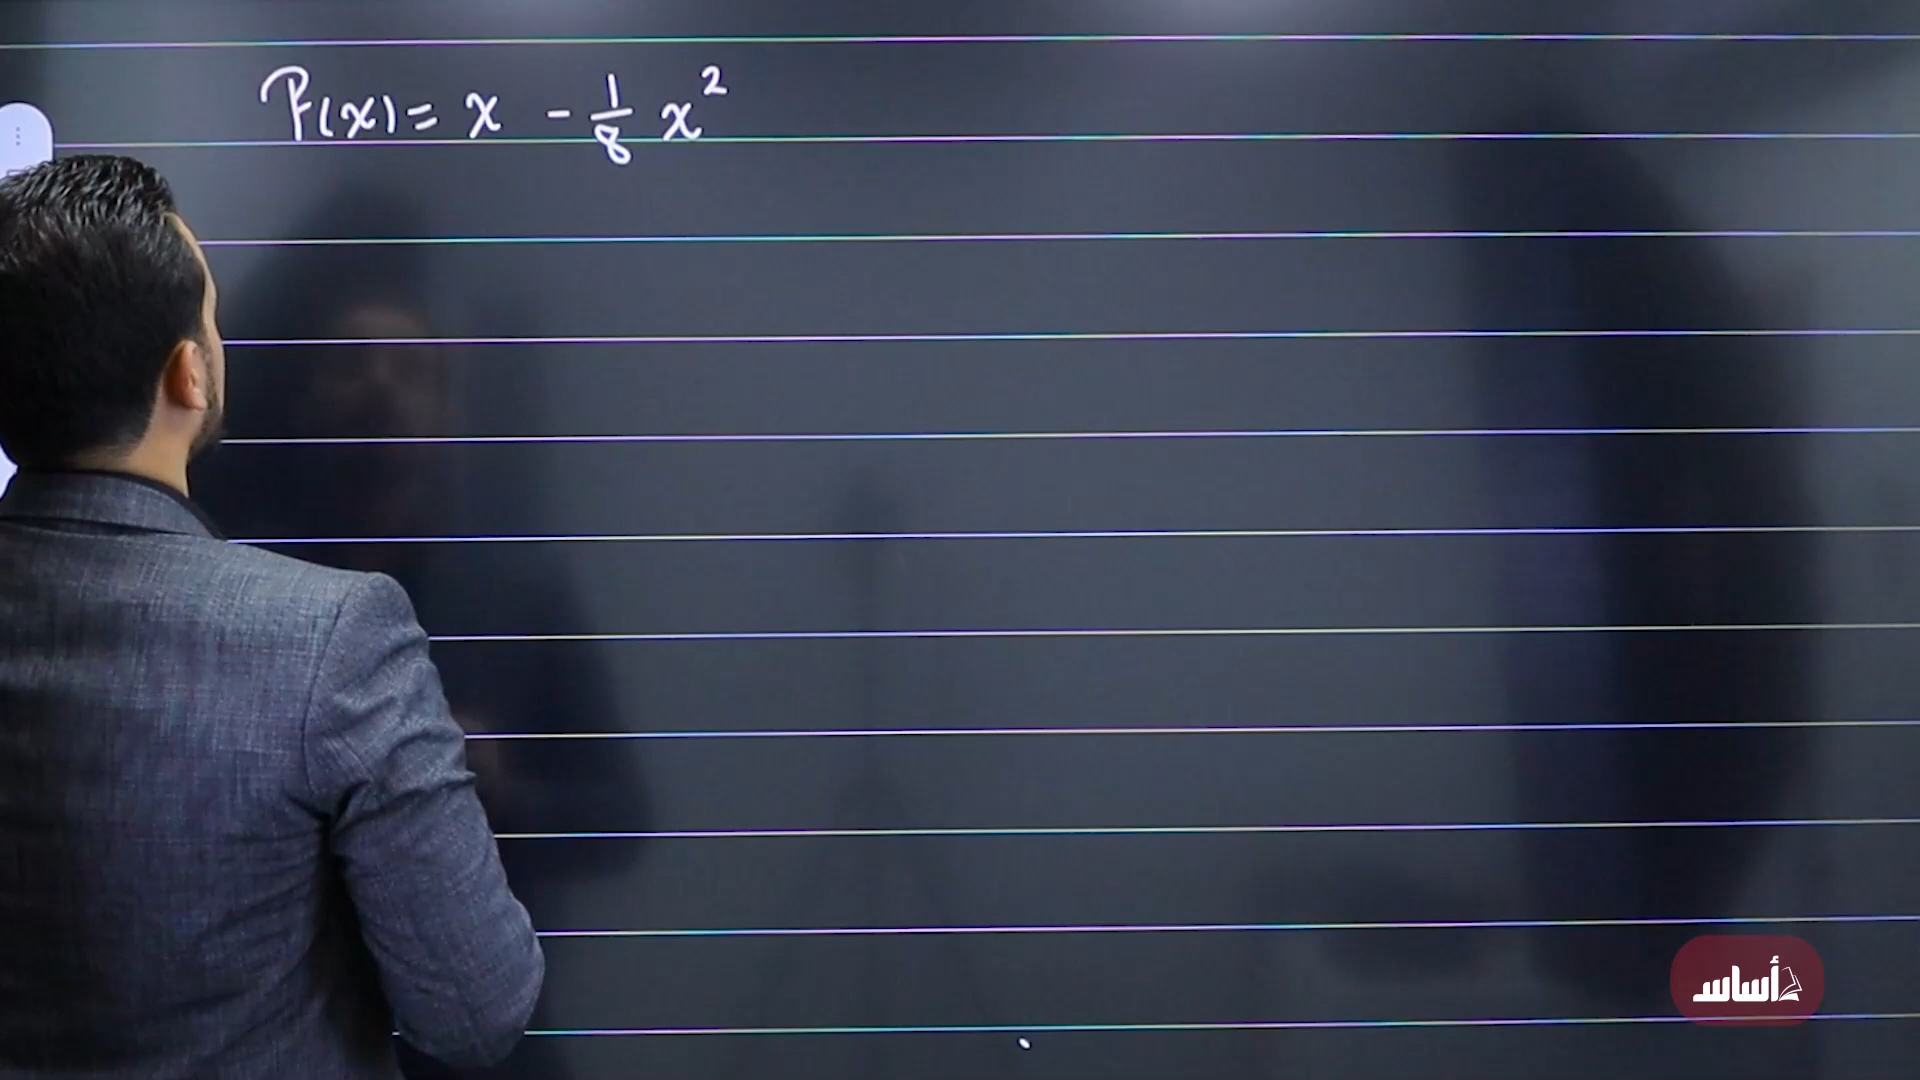 P(x) = x - 1/8 x²
أساس